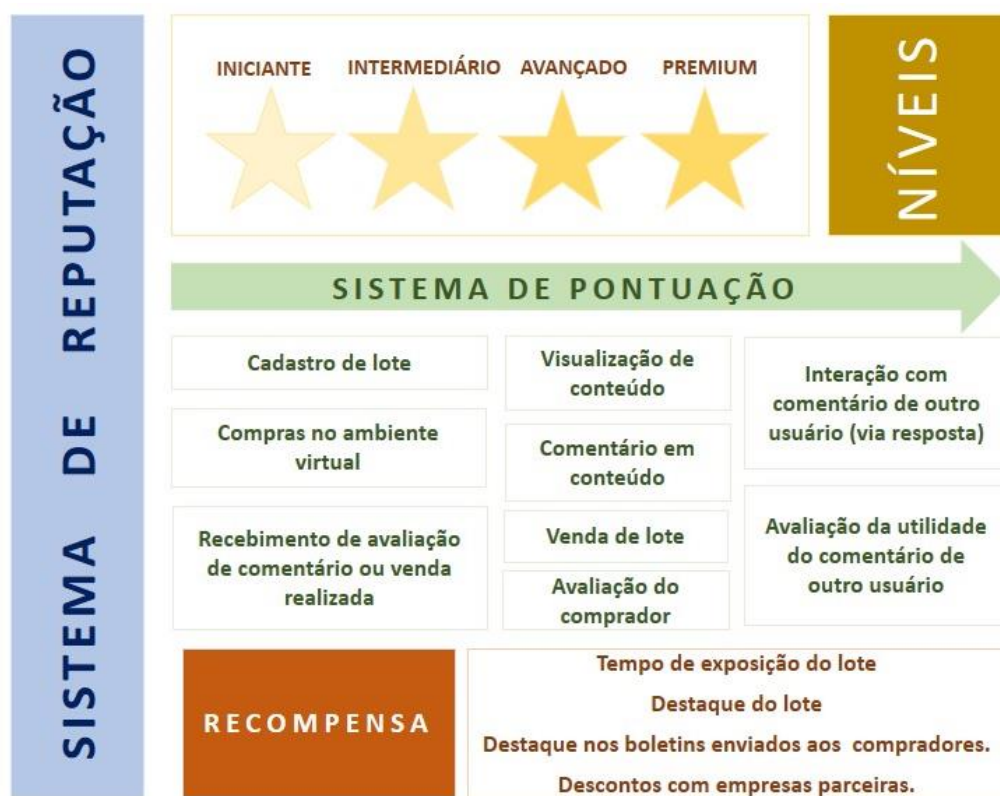 SISTEMA DE REPUTAÇÃO
INICIANTE
INTERMEDIÁRIO
AVANÇADO
PREMIUM
NÍVEIS
SISTEMA DE PONTUAÇÃO
Cadastro de lote
Compras no ambiente
virtual
Recebimento de avaliação
de comentário ou venda
realizada
Visualização de
conteúdo
Comentário em
conteúdo
Venda de lote
Avaliação do
comprador
Interação com
comentário de outro
usuário (via resposta)
Avaliação da utilidade
do comentário de
outro usuário
RECOMPENSA
Tempo de exposição do lote
Destaque do lote
Destaque nos boletins enviados aos compradores.
Descontos com empresas parceiras.